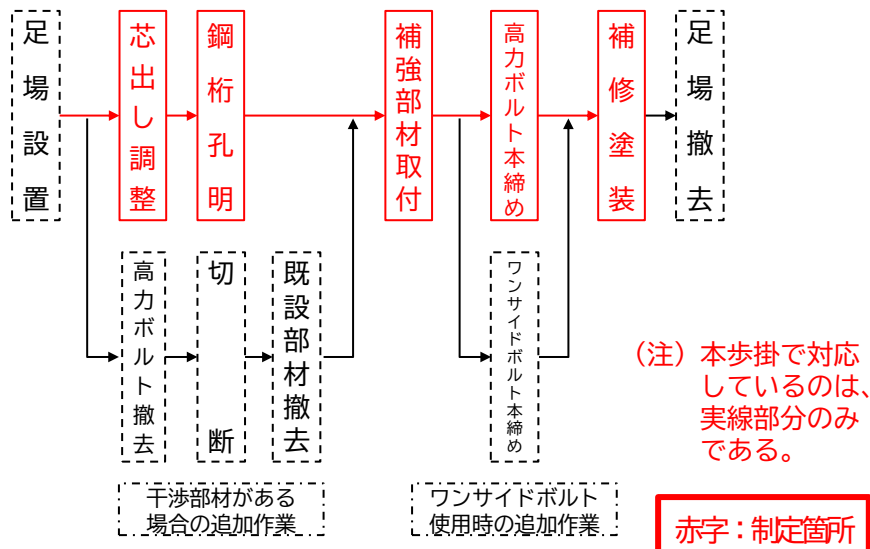 足場設置
芯出し調整
鋼桁孔明
補強部材取付
高力ボルト本締め
補修塗装
足場撤去
高力ボルト撤去
切断
既設部材撤去
ワンサイドボルト本締め
干渉部材がある
場合の追加作業
ワンサイドボルト
使用時の追加作業
（注）本歩掛で対応
しているのは、
実線部分のみ
である。
赤字：制定箇所